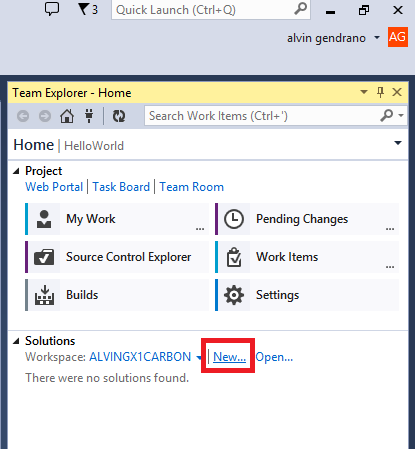 3 Quick Launch (Ctrl+Q)
alvin gendrano AG
Team Explorer - Home
Search Work Items (Ctrl+')
Home | HelloWorld
Project
Web Portal | Task Board | Team Room
My Work ... Pending Changes ...
Source Control Explorer Work Items ...
Builds Settings
Solutions
Workspace: ALVINGX1CARBON | New... Open...
There were no solutions found.